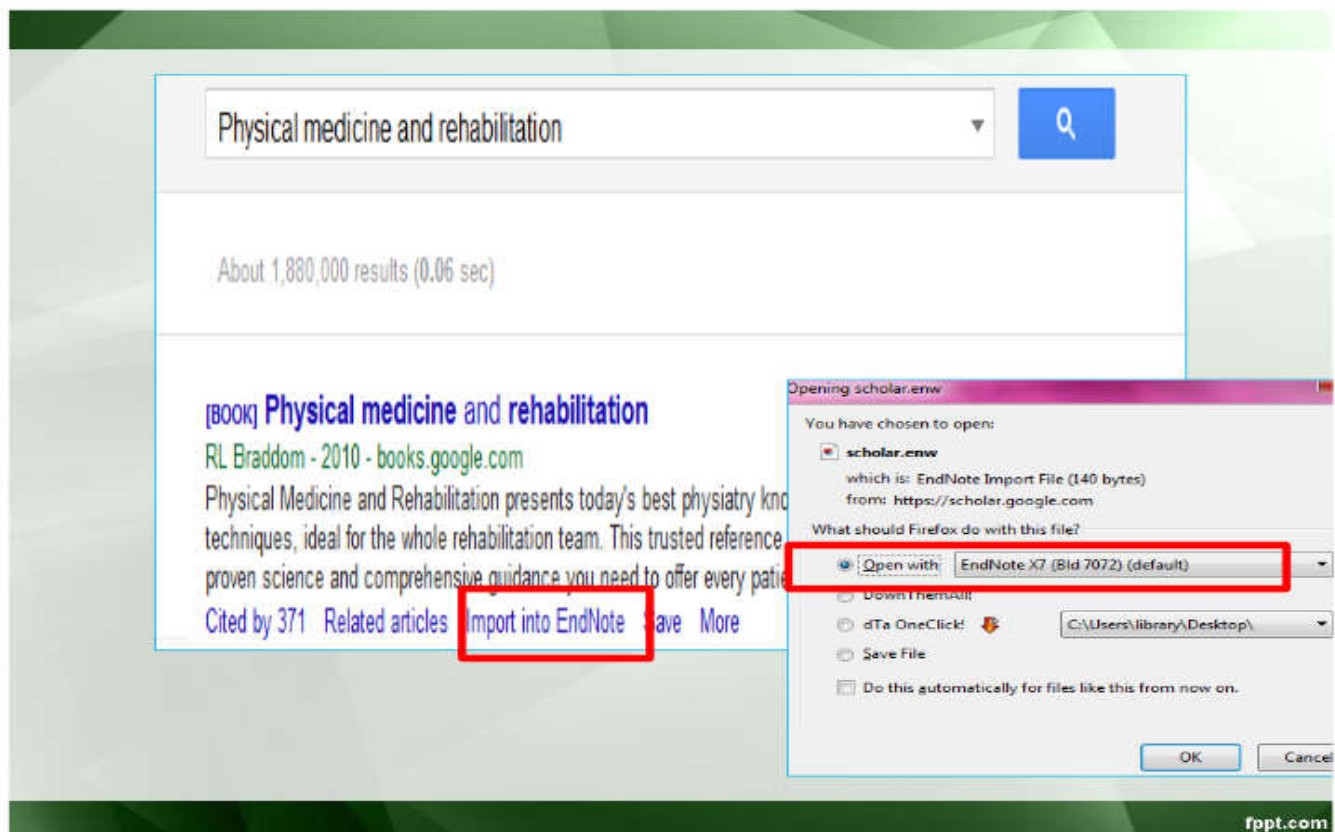 Physical medicine and rehabilitation
About 1,880,000 results (0.06 sec)
[BOOK] Physical medicine and rehabilitation
RL Braddom - 2010 - books.google.com
Physical Medicine and Rehabilitation presents today's best physiatry kno
techniques, ideal for the whole rehabilitation team. This trusted reference
proven science and comprehensive guidance you need to offer every patie
Cited by 371 Related articles Import into EndNote Save More
Opening scholar.enw
You have chosen to open:
scholar.enw
which is: EndNote Import File (140 bytes)
from: https://scholar.google.com
What should Firefox do with this file?
Open with EndNote X7 (Bld 7072) (default)
DownThemAll!
dTa OneClick! C:\Users\library\Desktop\
Save File
Do this automatically for files like this from now on.
OK Cancel
fppt.com